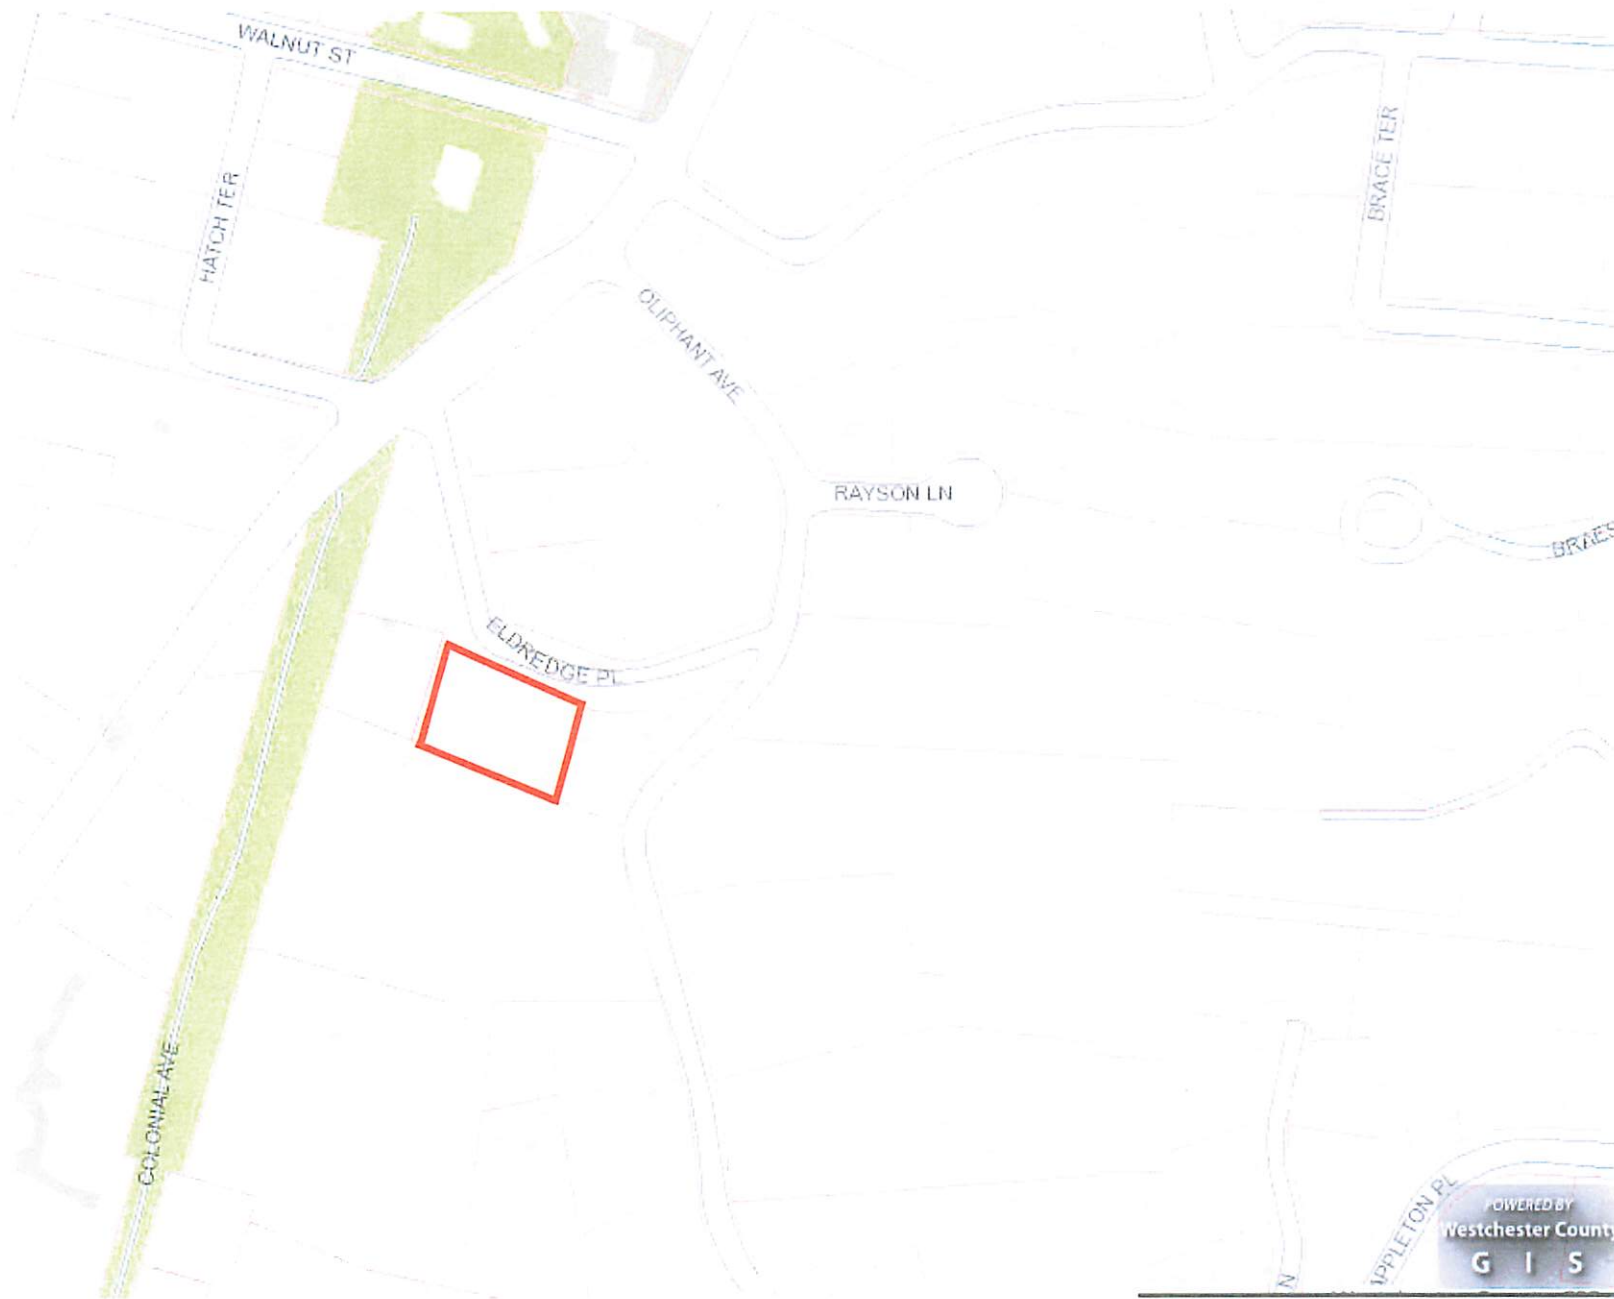 WALNUT ST
HATCH TER
BRACE TER
OLIPHANT AVE
RAYSON LN
BRAES
ELDREDGE PL
COLONIAL AVE
APPLETON PL
N
POWERED BY
Westchester County
G I S